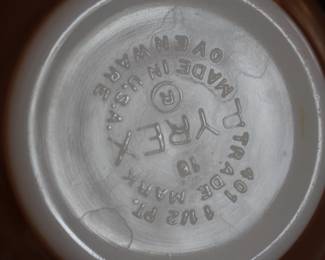 OVENWARE
MADE IN U.S.A.
®
PYREX
10
TRADE MARK
401
1 1/2 PT.